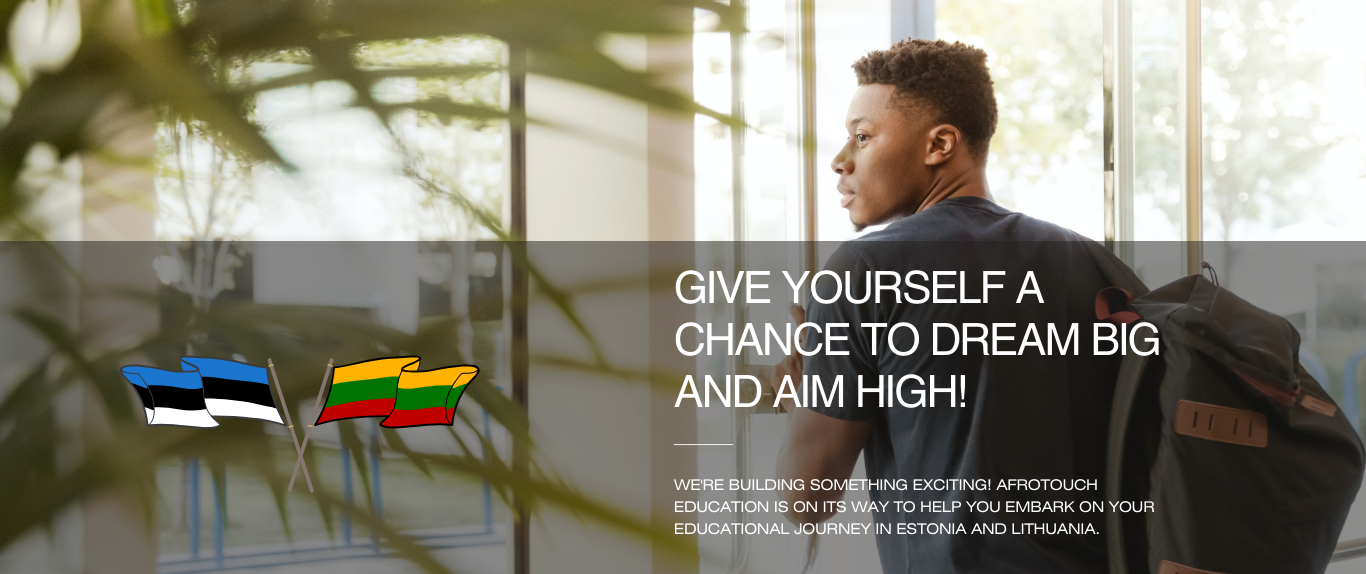 GIVE YOURSELF A
CHANCE TO DREAM BIG
AND AIM HIGH!
WE'RE BUILDING SOMETHING EXCITING! AFROTOUCH
EDUCATION IS ON ITS WAY TO HELP YOU EMBARK ON YOUR
EDUCATIONAL JOURNEY IN ESTONIA AND LITHUANIA.